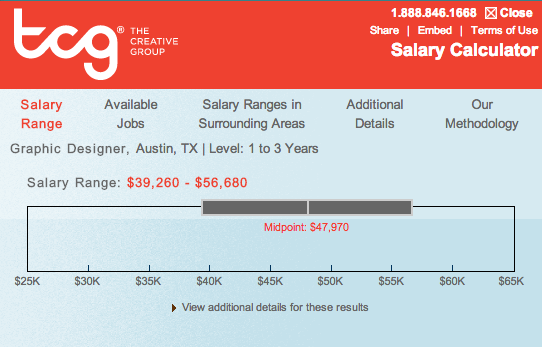 1.888.846.1668 Close
Share | Embed | Terms of Use
Salary Calculator
tcg® THE
CREATIVE
GROUP
Salary Range
Available Jobs
Salary Ranges in Surrounding Areas
Additional Details
Our Methodology
Graphic Designer, Austin, TX | Level: 1 to 3 Years
Salary Range: $39,260 - $56,680
Midpoint: $47,970
$25K $30K $35K $40K $45K $50K $55K $60K $65K
View additional details for these results